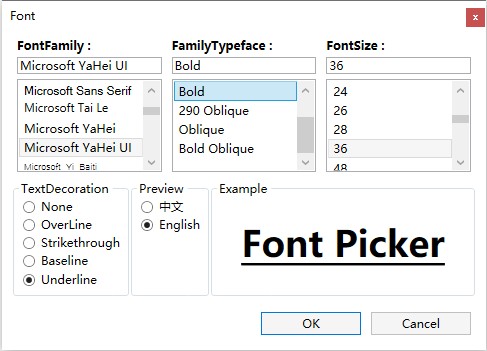 Font
x
FontFamily :
FamilyTypeface :
FontSize :
Microsoft YaHei UI
Bold
36
Microsoft Sans Serif
Microsoft Tai Le
Microsoft YaHei
Microsoft YaHei UI
Microsoft Yi Baiti
Bold
290 Oblique
Oblique
Bold Oblique
24
26
28
36
48
TextDecoration
None
OverLine
Strikethrough
Baseline
Underline
Preview
中文
English
Example
Font Picker
OK
Cancel